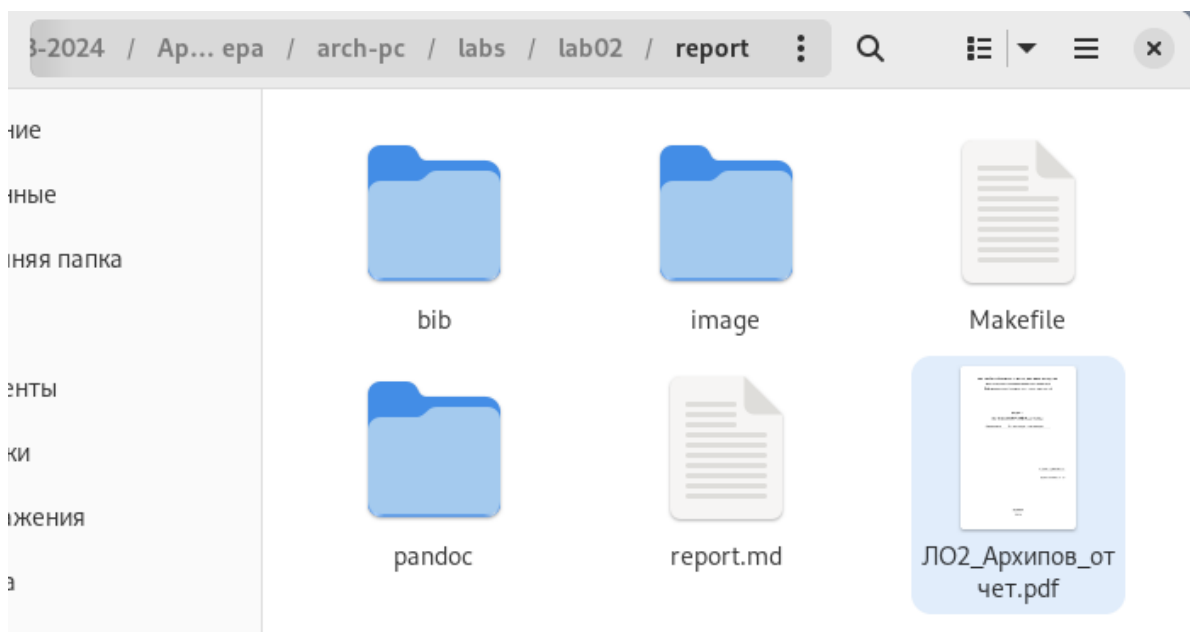 3-2024 / Ар… ера / arch-pc / labs / lab02 / report
ние
нные
няя папка
енты
ки
ажения
а
bib
image
Makefile
pandoc
report.md
ЛО2_Архипов_от
чет.pdf